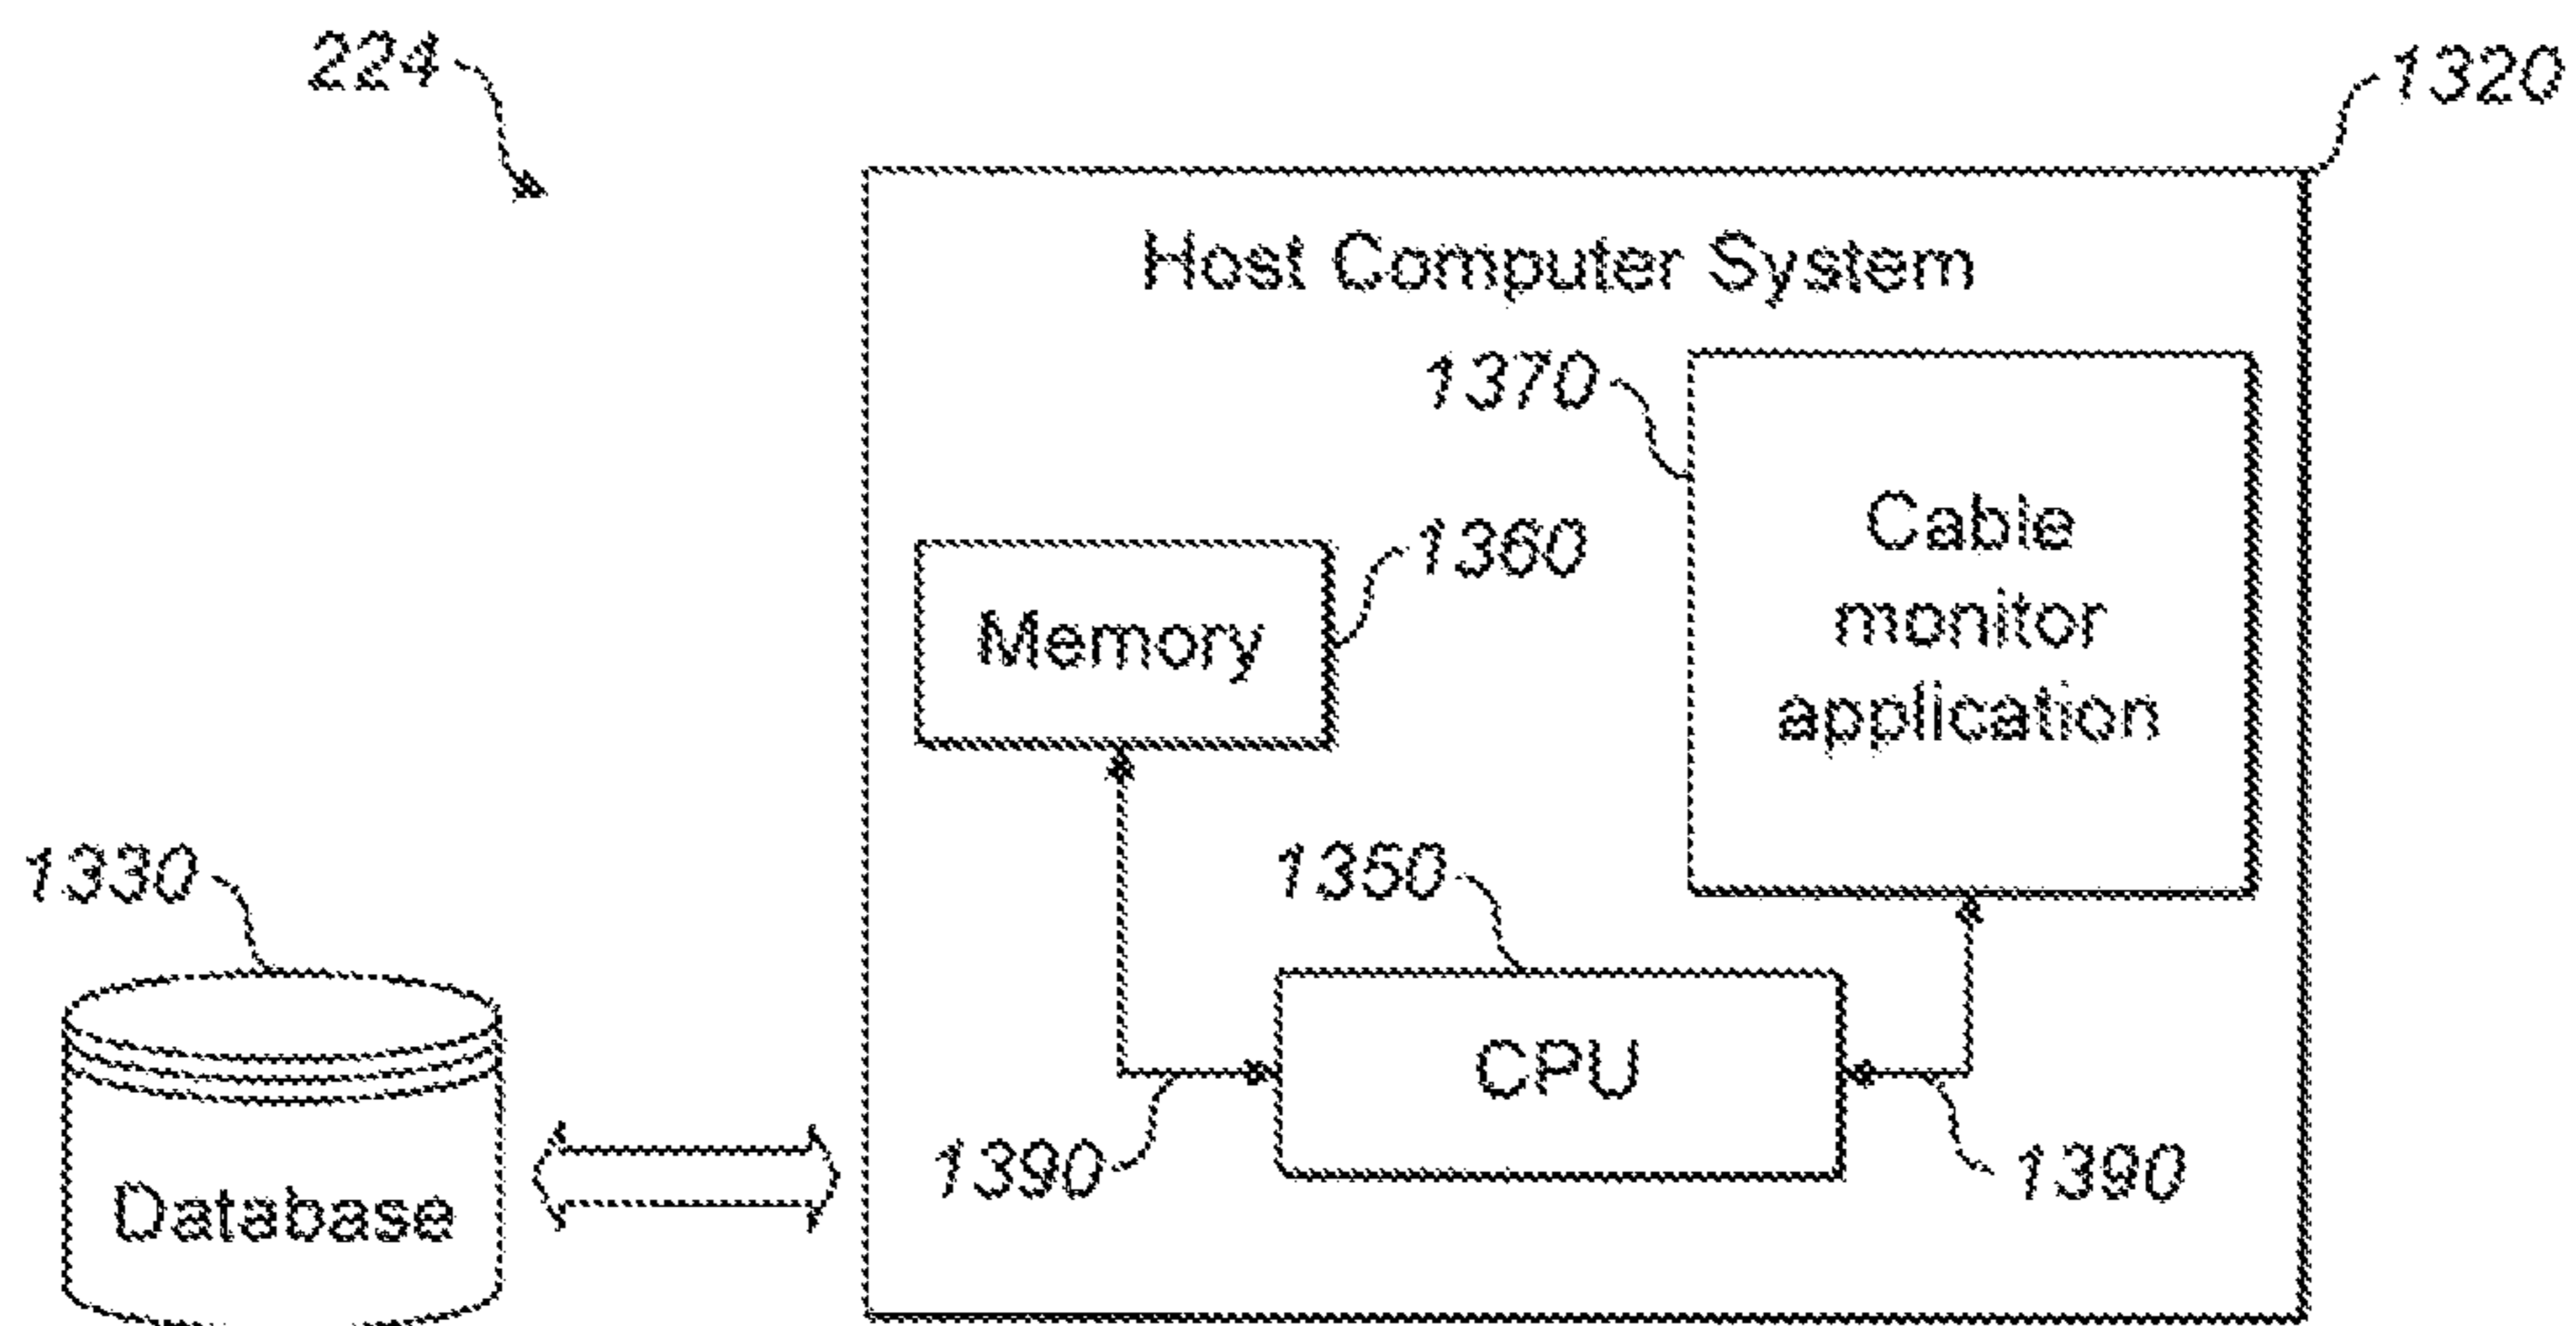 224
1320
Host Computer System
1370
Cable
monitor
application
1360
Memory
1330
1350
CPU
1390
1390
Database